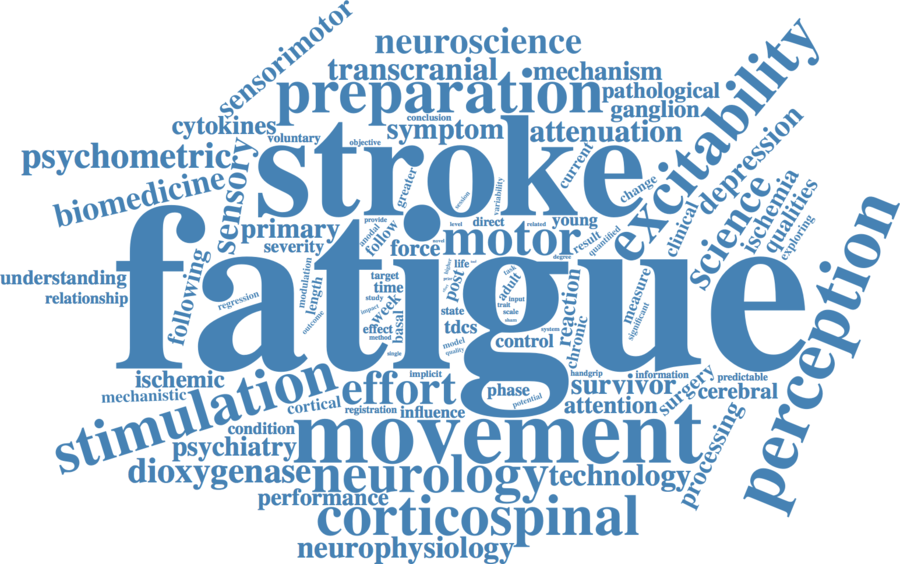 sensorimotor
neuroscience
excitability
transcranial
mechanism
preparation
pathological
ganglion
cytokines
conclusion
voluntary
symptom
attenuation
objective
depression
psychometric
stroke
current
greater
sensory
biomedicine
change
science
ischemia
qualities
session
variability
clinical
exploring
primary
provide
anodal
follow
level
direct
related
young
result
quantified
severity
force
novel
motor
perception
understanding
relationship
following
fatigue
modulation
length
regression
outcome
target
time
study
impact
week
effect
method
basal
single
life
higher
post
state
tdcs
model
quality
task
adult
input
trait
scale
sham
degree
system
control
reaction
chronic
measure
significant
ischemic
mechanistic
stimulation
implicit
effort
phase
potential
handgrip
survivor
information
predictable
surgery
cerebral
cortical
registration
influence
attention
condition
movement
psychiatry
processing
dioxygenase
neurology
technology
performance
corticospinal
neurophysiology